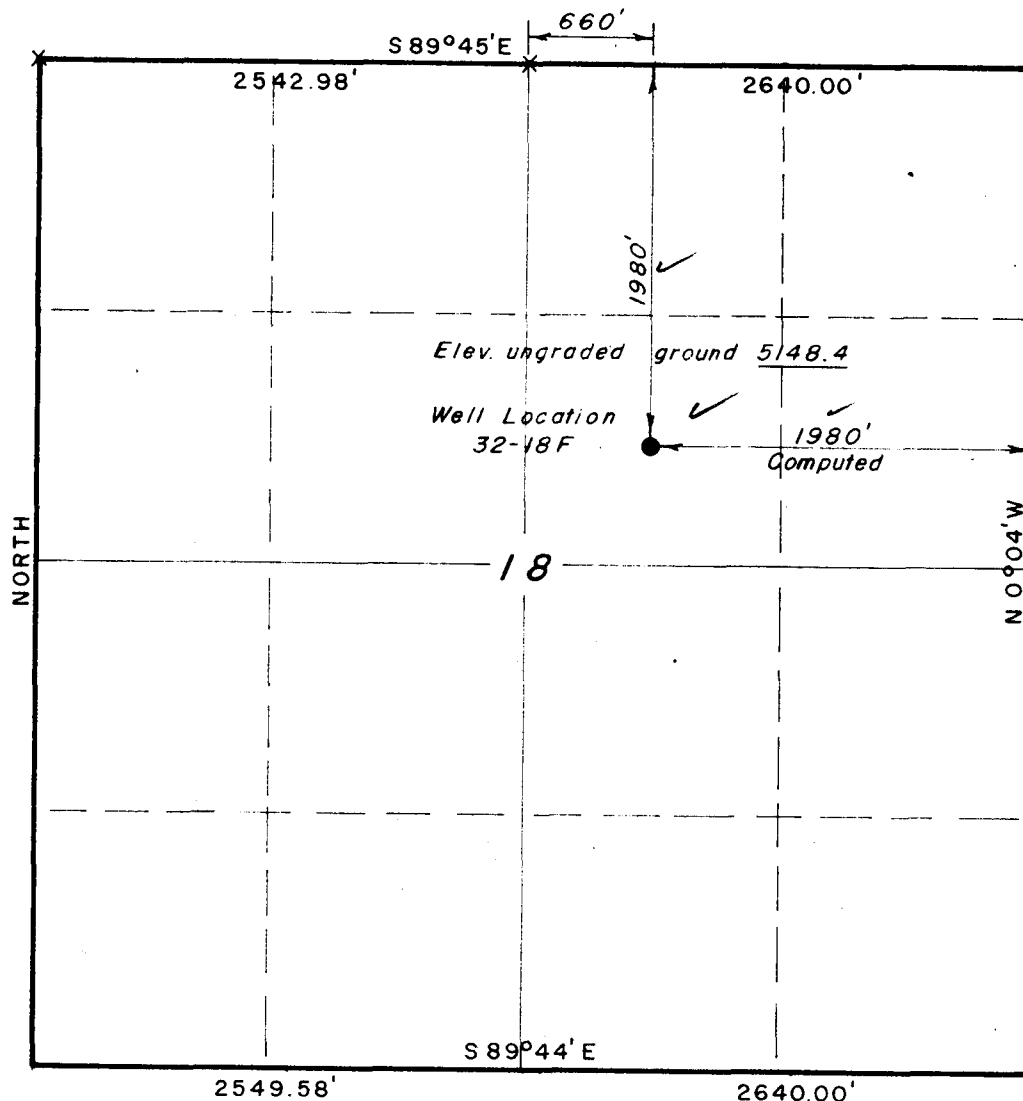 660'
S 89°45' E
2542.98'
2640.00'
1980'
Elev. ungraded ground 5148.4
Well Location
32-18F
1980'
Computed
NORTH
18
N 0°04' W
S 89°44' E
2549.58'
2640.00'